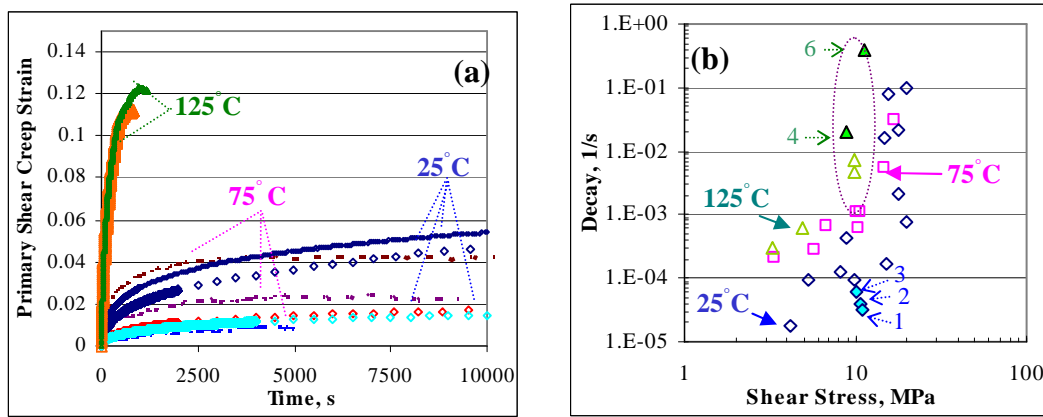 (a)
Primary Shear Creep Strain
0.14
0.12
0.1
0.08
0.06
0.04
0.02
0
125°C
75°C
25°C
0 2500 5000 7500 10000
Time, s
(b)
Decay, 1/s
1.E+00
1.E-01
1.E-02
1.E-03
1.E-04
1.E-05
6
4
75°C
125°C
25°C
3
2
1
1 10 100
Shear Stress, MPa